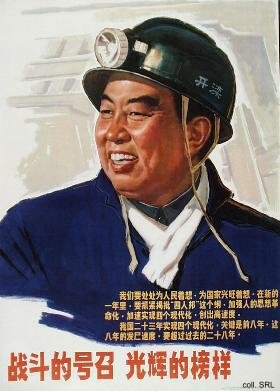 开滦
我们要处处为人民着想,为国家兴旺着想,在新的
一年里,要抓紧揭批“四人帮”这个纲,加强人的思想革
命化,加速实现四个现代化,创出高速度。
我国二十三年实现四个现代化,关键是前八年,这
八年的发展速度,要超过过去的二十八年。
战斗的号召 光辉的榜样
coll. SRL